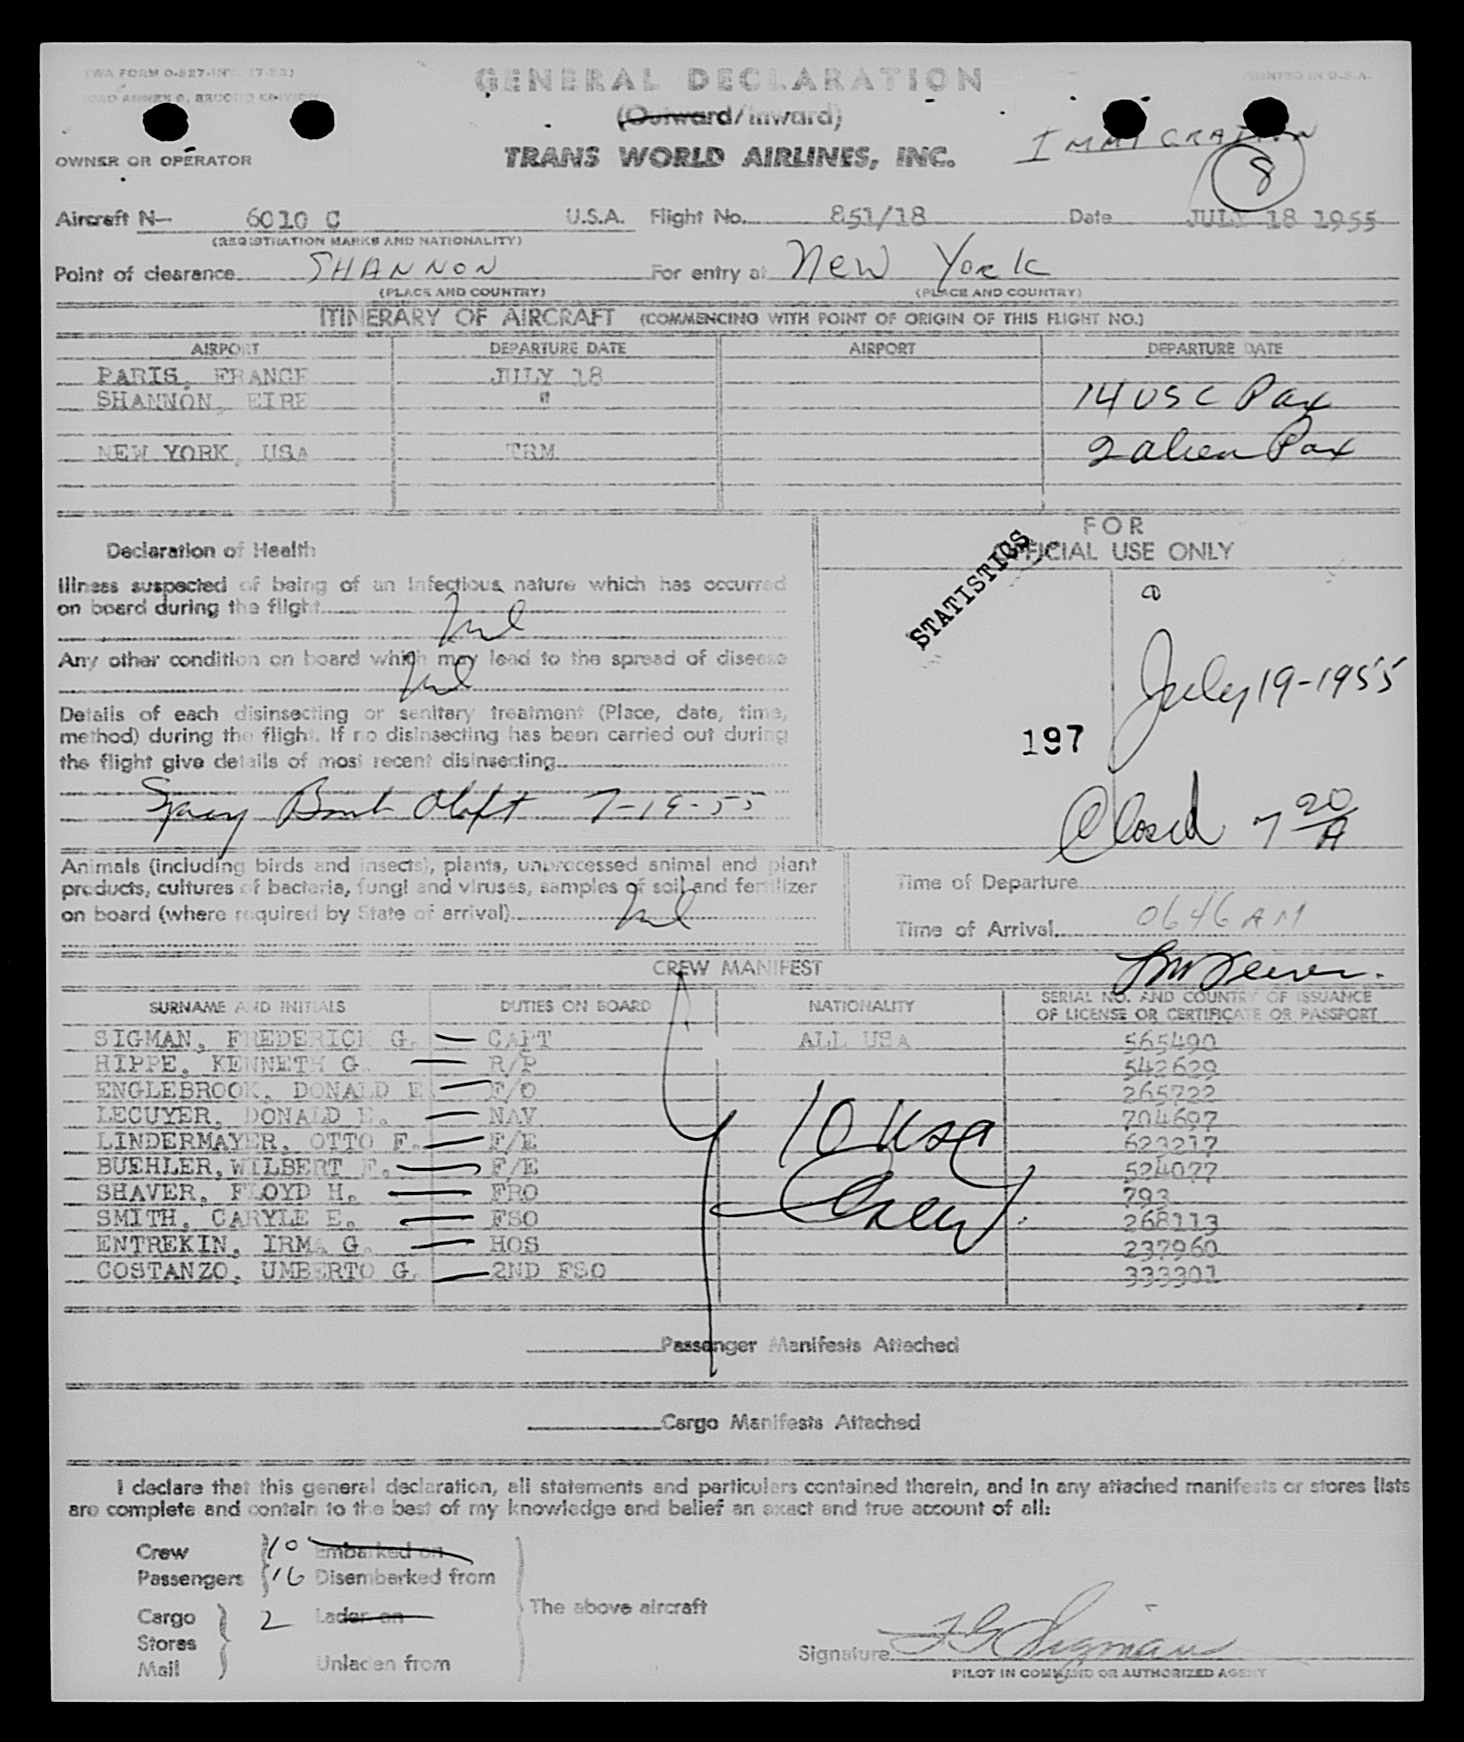 TWA FORM O-827-INT. (7-53)
GENERAL DECLARATION
PRINTED IN U.S.A.
(Outward/Inward)
OWNER OR OPERATOR
TRANS WORLD AIRLINES, INC.
IMMIGRATION
8
Aircraft N— 6010 C U.S.A. Flight No. 851/18 Date JULY 18 1955
(REGISTRATION MARKS AND NATIONALITY)
Point of clearance SHANNON For entry at New York
(PLACE AND COUNTRY) (PLACE AND COUNTRY)
ITINERARY OF AIRCRAFT (COMMENCING WITH POINT OF ORIGIN OF THIS FLIGHT NO.)
AIRPORT DEPARTURE DATE AIRPORT DEPARTURE DATE
PARIS, FRANCE JULY 18
SHANNON, EIRE " 14 USC Pax
NEW YORK, USA TRM 2 alien Pax
FOR
OFFICIAL USE ONLY
STATISTICS
Declaration of Health
Illness suspected of being of an infectious nature which has occurred
on board during the flight
Nil
Any other condition on board which may lead to the spread of disease
Nil
Details of each disinsecting or sanitary treatment (Place, date, time,
method) during the flight. If no disinsecting has been carried out during
the flight give details of most recent disinsecting
Spray Bomb Aloft 7-19-55
July 19-1955
197
Closed 7 20/A
Animals (including birds and insects), plants, unprocessed animal and plant
products, cultures of bacteria, fungi and viruses, samples of soil and fertilizer
on board (where required by State of arrival)
Nil
Time of Departure
Time of Arrival 0646 AM
CREW MANIFEST
SURNAME AND INITIALS DUTIES ON BOARD NATIONALITY SERIAL NO. AND COUNTRY OF ISSUANCE
OF LICENSE OR CERTIFICATE OR PASSPORT
SIGMAN, FREDERICK G. CAPT ALL USA 565490
HIPPE, KENNETH G. R/P 542629
ENGLEBROOK, DONALD E F/O 265722
LECUYER, DONALD E. NAV 704697
LINDERMAYER, OTTO F. F/E 623217
BUEHLER, WILBERT F. F/E 524077
SHAVER, FLOYD H. FRO 793
SMITH, CARYLE E. FSO 268113
ENTREKIN, IRMA G. HOS 237960
COSTANZO, UMBERTO G. 2ND FSO 333301
10 USA
Crew
Passenger Manifests Attached
Cargo Manifests Attached
I declare that this general declaration, all statements and particulars contained therein, and in any attached manifests or stores lists
are complete and contain to the best of my knowledge and belief an exact and true account of all:
Crew 10 Embarked on
Passengers 16 Disembarked from
The above aircraft
Cargo 2 Laden on
Stores
Mail Unladen from
Signature F G Sigman
PILOT IN COMMAND OR AUTHORIZED AGENT